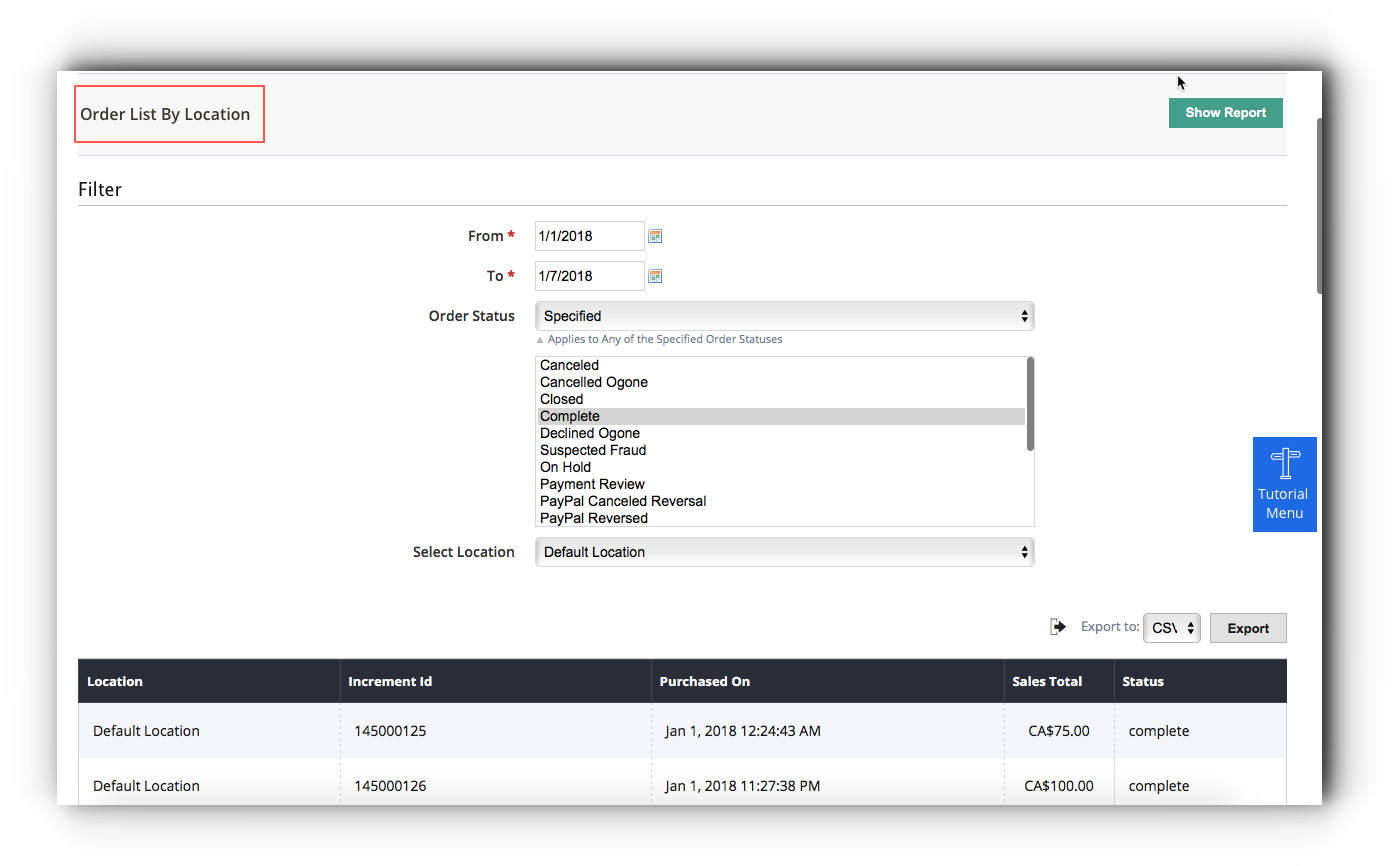 Order List By Location
Show Report
Filter
From *
1/1/2018
To *
1/7/2018
Order Status
Specified
Applies to Any of the Specified Order Statuses
Canceled
Cancelled Ogone
Closed
Complete
Declined Ogone
Suspected Fraud
On Hold
Payment Review
PayPal Canceled Reversal
PayPal Reversed
Tutorial
Menu
Select Location
Default Location
Export to: CSV Export
Location Increment Id Purchased On Sales Total Status
Default Location 145000125 Jan 1, 2018 12:24:43 AM CA$75.00 complete
Default Location 145000126 Jan 1, 2018 11:27:38 PM CA$100.00 complete